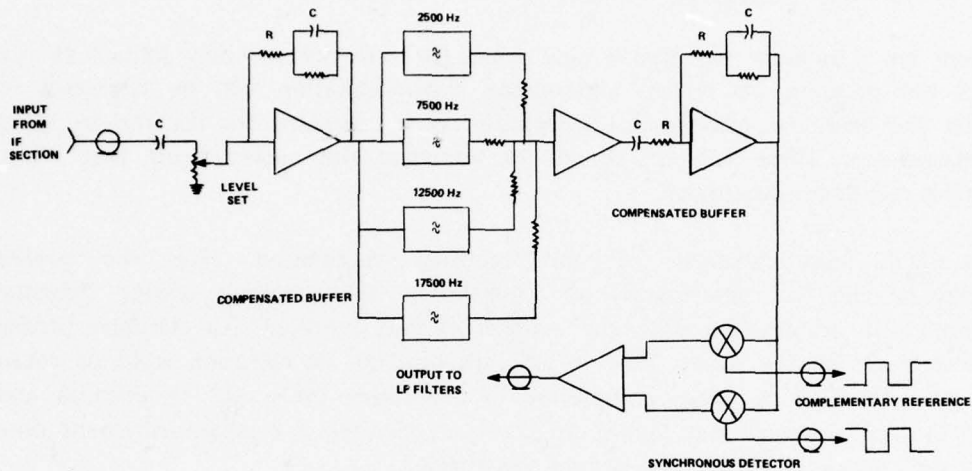 C
C
R
2500 Hz
R
7500 Hz
INPUT
FROM
IF
SECTION
C
C
R
LEVEL
SET
12500 Hz
COMPENSATED BUFFER
17500 Hz
COMPENSATED BUFFER
OUTPUT TO
LF FILTERS
COMPLEMENTARY REFERENCE
SYNCHRONOUS DETECTOR